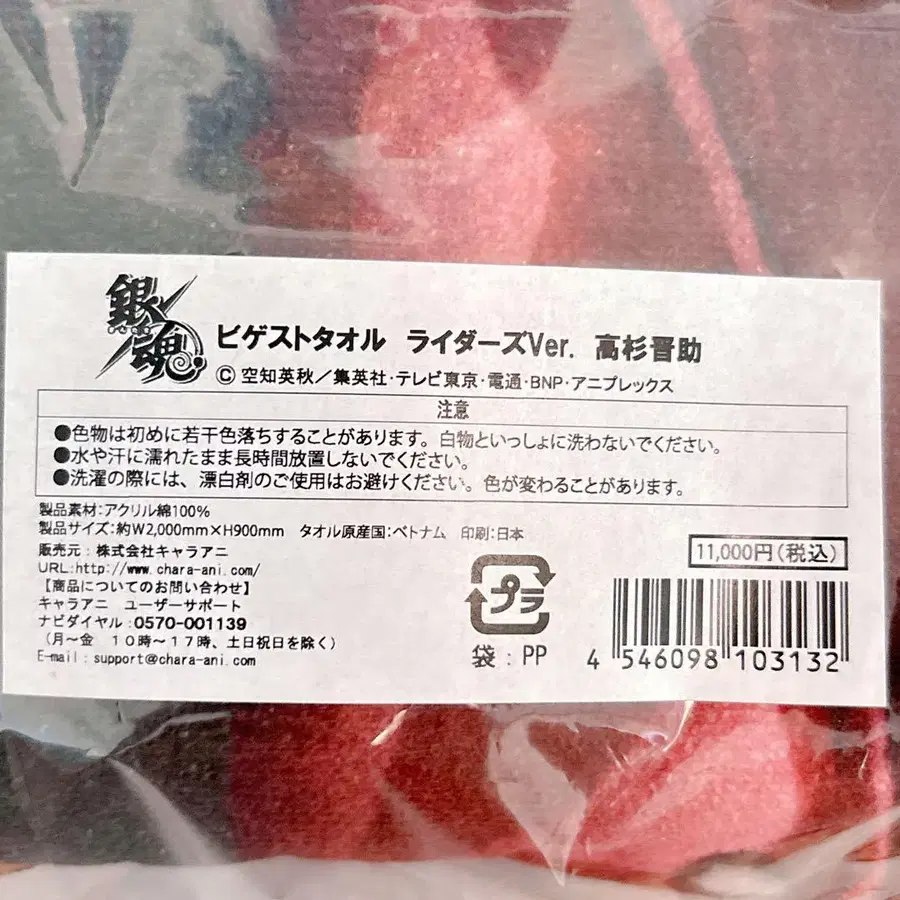 銀魂
ビゲストタオル ライダーズVer. 高杉晋助
Ⓒ 空知英秋／集英社・テレビ東京・電通・BNP・アニプレックス
注意
●色物は初めに若干色落ちすることがあります。白物といっしょに洗わないでください。
●水や汗に濡れたまま長時間放置しないでください。
●洗濯の際には、漂白剤のご使用はお避けください。色が変わることがあります。
製品素材:アクリル綿100%
製品サイズ:約W2,000mm×H900mm タオル原産国:ベトナム 印刷:日本
販売元:株式会社キャラアニ
URL:http://www.chara-ani.com/
【商品についてのお問い合わせ】
キャラアニ ユーザーサポート
ナビダイヤル:0570-001139
(月～金 10時～17時、土日祝日を除く)
E-mail:support@chara-ani.com
11,000円(税込)
プラ
袋:PP
4 546098 103132